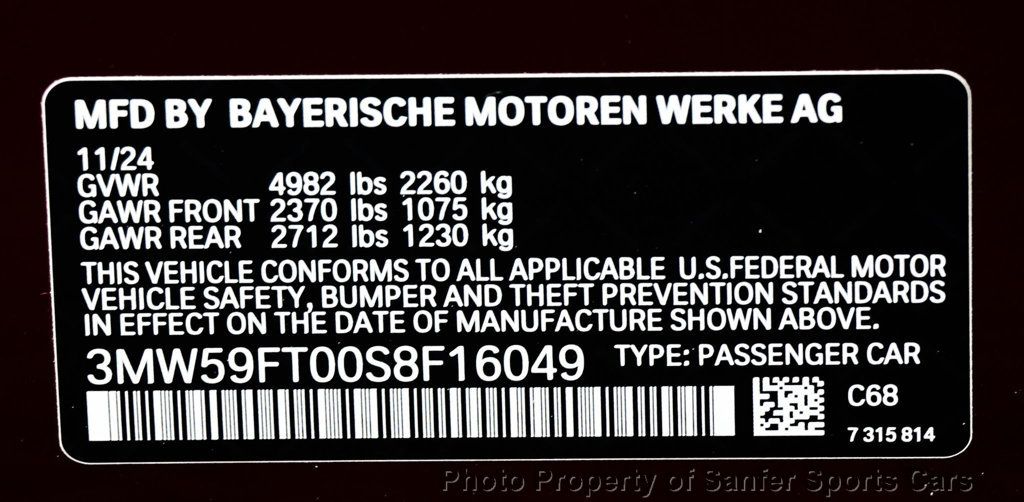 MFD BY BAYERISCHE MOTOREN WERKE AG
11/24
GVWR 4982 lbs 2260 kg
GAWR FRONT 2370 lbs 1075 kg
GAWR REAR 2712 lbs 1230 kg
THIS VEHICLE CONFORMS TO ALL APPLICABLE U.S.FEDERAL MOTOR
VEHICLE SAFETY, BUMPER AND THEFT PREVENTION STANDARDS
IN EFFECT ON THE DATE OF MANUFACTURE SHOWN ABOVE.
3MW59FT00S8F16049 TYPE: PASSENGER CAR
C68
7 315 814
Photo Property of Sanfer Sports Cars